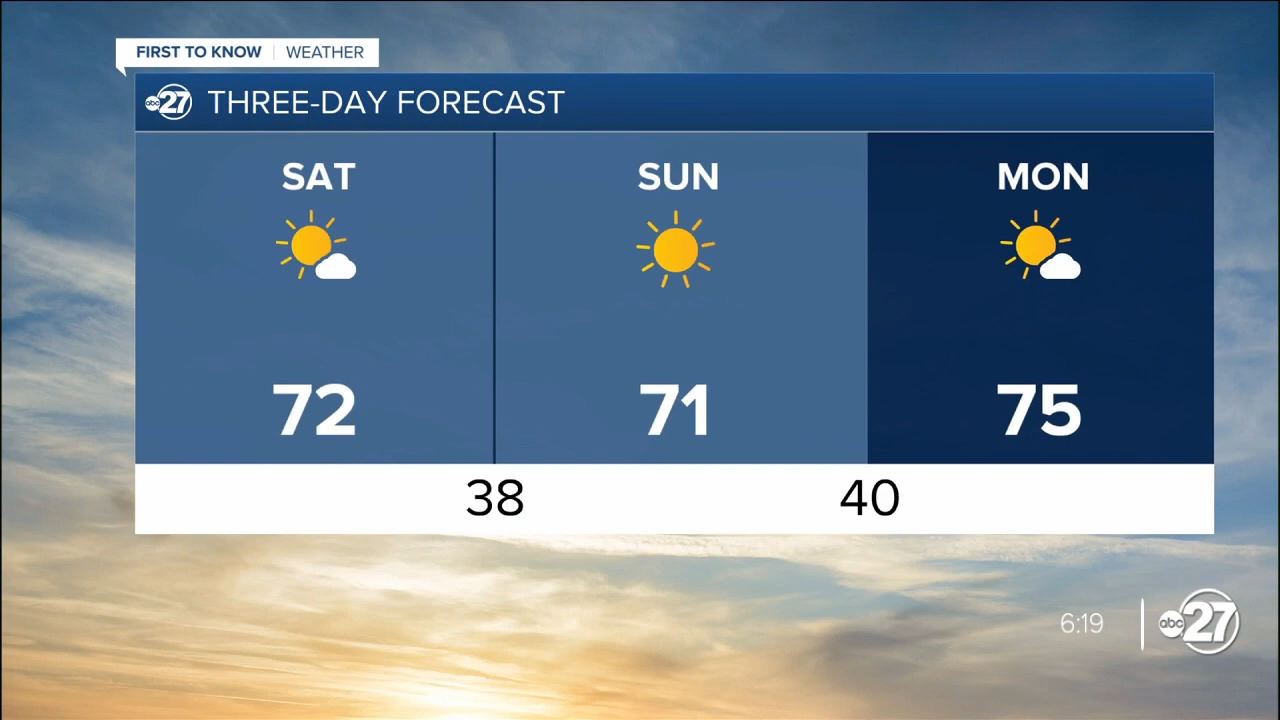 FIRST TO KNOW | WEATHER
abc 27 THREE-DAY FORECAST
SAT SUN MON
72 71 75
38 40
6:19 | abc 27